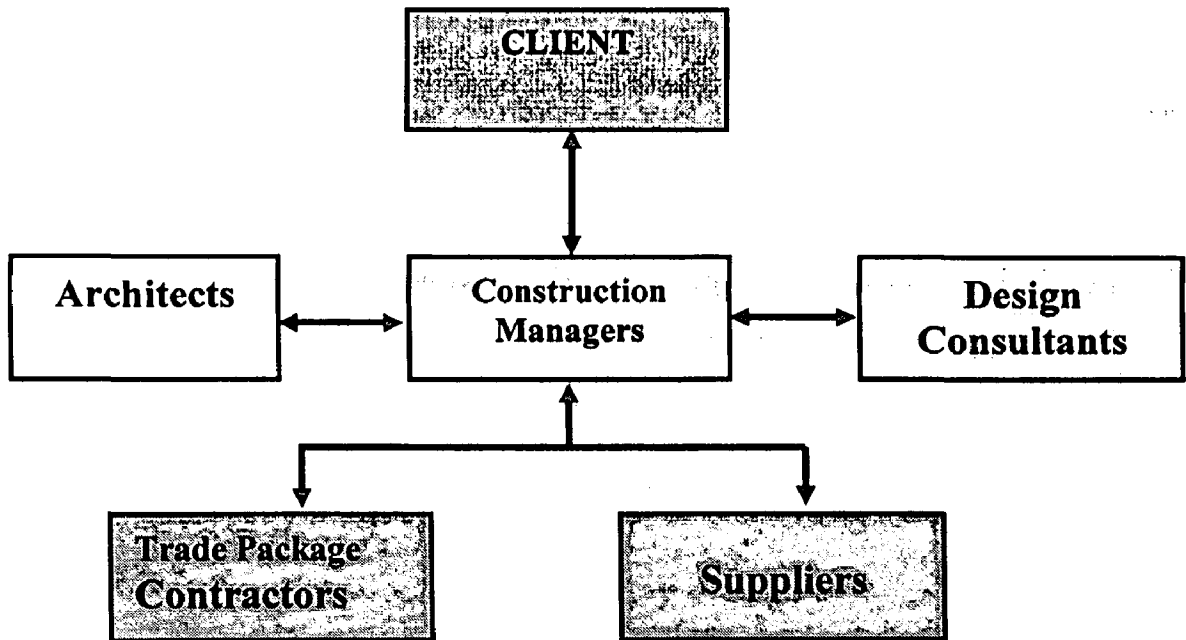 CLIENT
Architects
Construction
Managers
Design
Consultants
Trade Package
Contractors
Suppliers